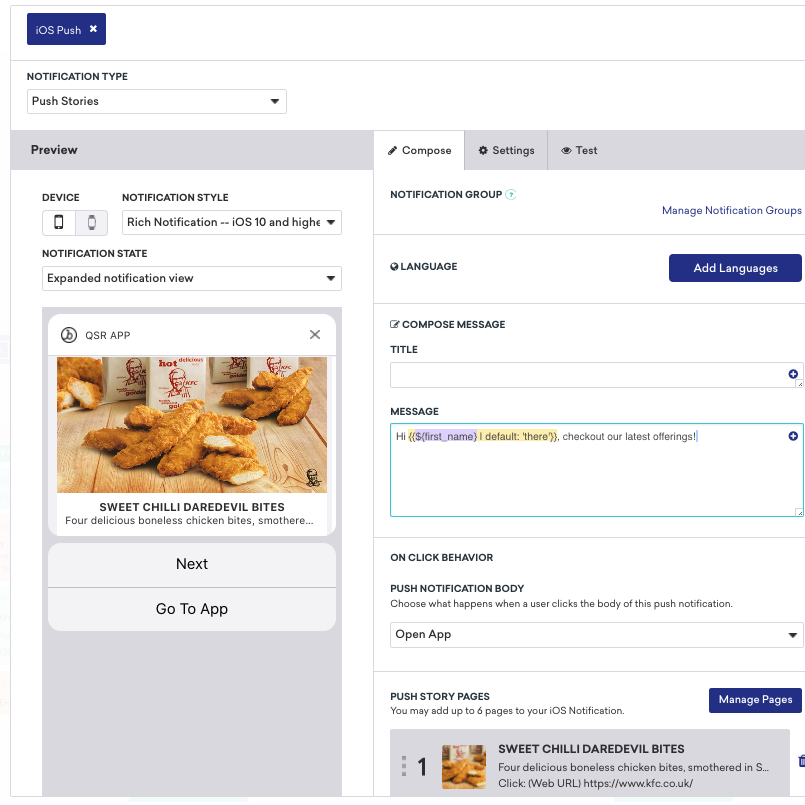 iOS Push ✖
NOTIFICATION TYPE
Push Stories
Preview
Compose
Settings
Test
DEVICE
NOTIFICATION STYLE
Rich Notification -- iOS 10 and highe
NOTIFICATION STATE
Expanded notification view
QSR APP
hot
delicious
SWEET CHILLI DAREDEVIL BITES
Four delicious boneless chicken bites, smothere...
Next
Go To App
NOTIFICATION GROUP ?
Manage Notification Groups
LANGUAGE
Add Languages
COMPOSE MESSAGE
TITLE
MESSAGE
Hi {{${first_name} | default: 'there'}}, checkout our latest offerings!
ON CLICK BEHAVIOR
PUSH NOTIFICATION BODY
Choose what happens when a user clicks the body of this push notification.
Open App
PUSH STORY PAGES
Manage Pages
You may add up to 6 pages to your iOS Notification.
1
SWEET CHILLI DAREDEVIL BITES
Four delicious boneless chicken bites, smothered in S...
Click: (Web URL) https://www.kfc.co.uk/